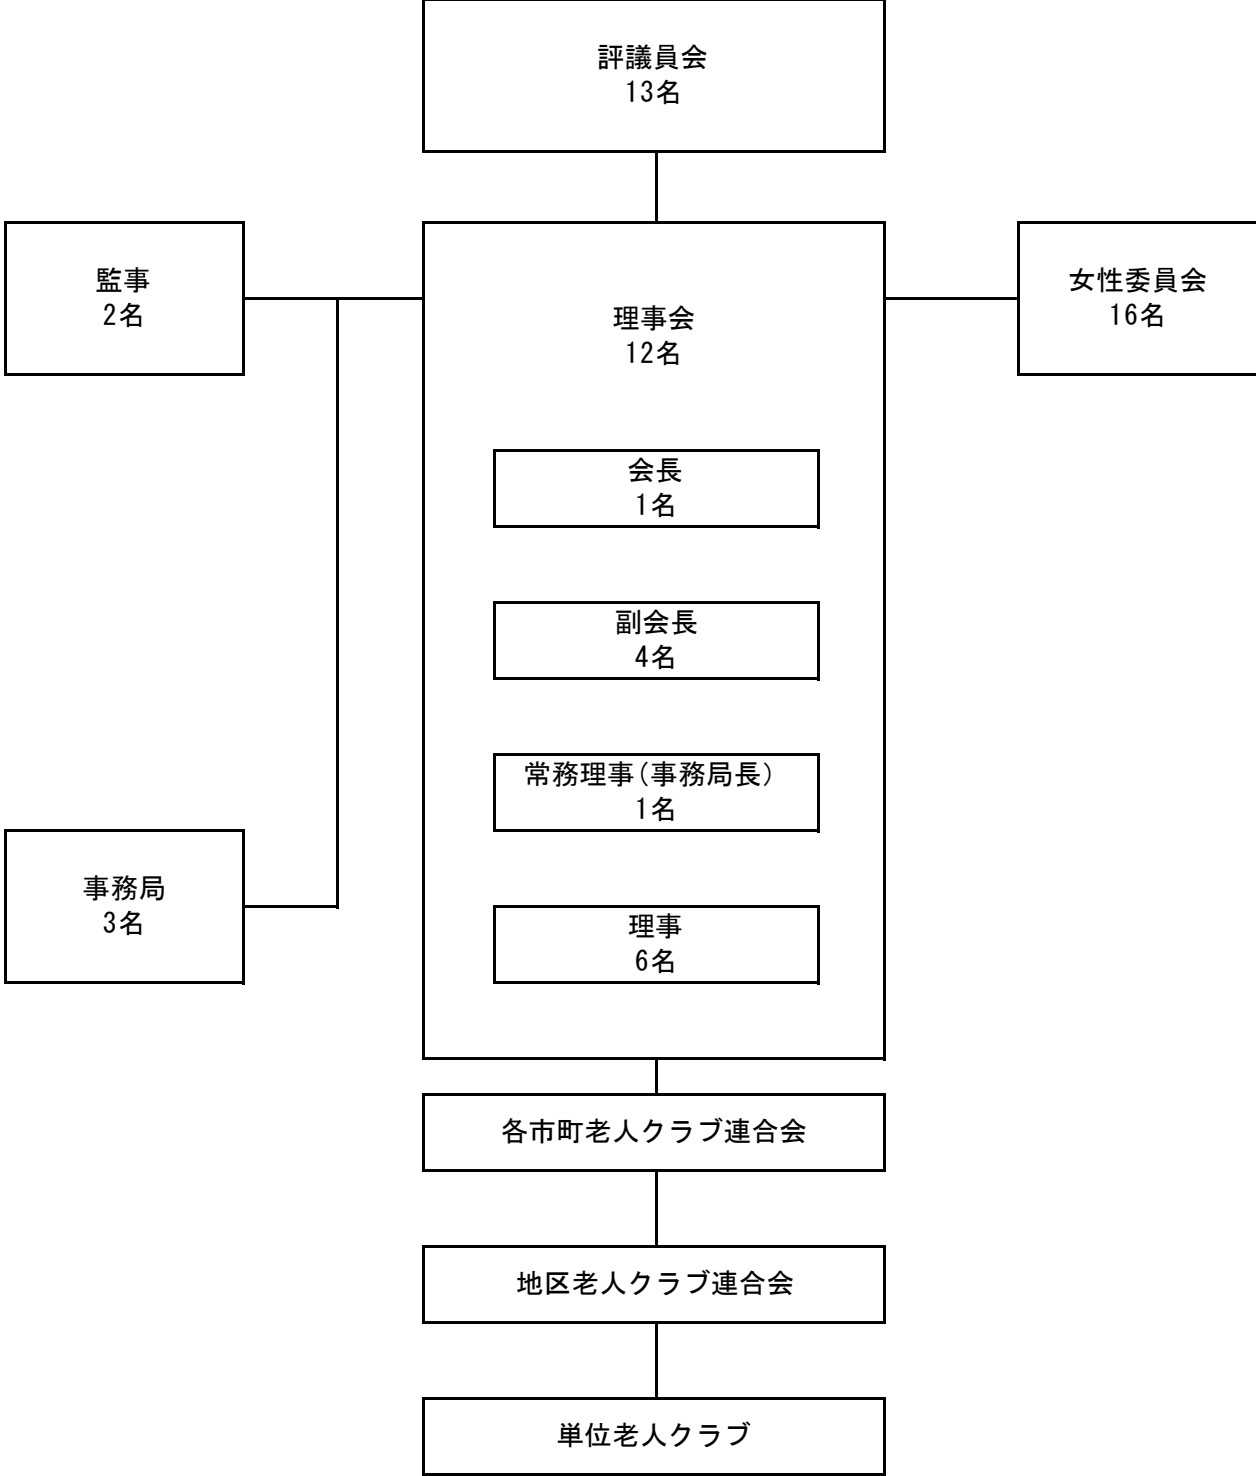 評議員会
13名
監事
2名
理事会
12名
女性委員会
16名
会長
1名
副会長
4名
常務理事(事務局長)
1名
事務局
3名
理事
6名
各市町老人クラブ連合会
地区老人クラブ連合会
単位老人クラブ